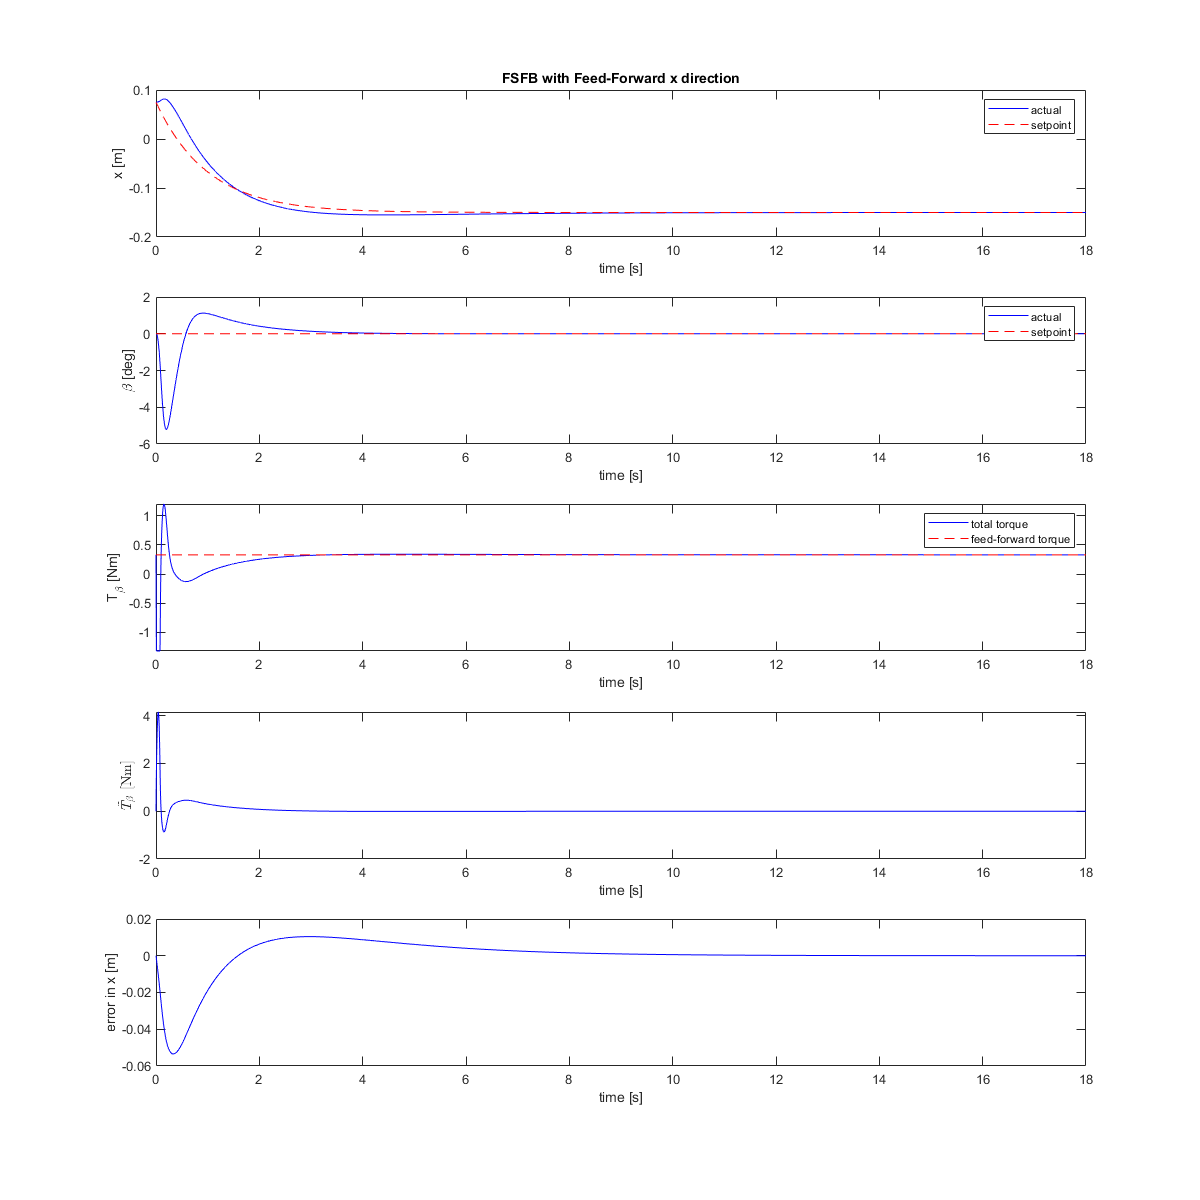 FSFB with Feed-Forward x direction
0.1
0
-0.1
-0.2
x [m]
actual
setpoint
0 2 4 6 8 10 12 14 16 18
time [s]
2
0
-2
-4
-6
β [deg]
actual
setpoint
0 2 4 6 8 10 12 14 16 18
time [s]
1
0.5
0
-0.5
-1
T_β [Nm]
total torque
feed-forward torque
0 2 4 6 8 10 12 14 16 18
time [s]
4
2
0
-2
T̃_β [Nm]
0 2 4 6 8 10 12 14 16 18
time [s]
0.02
0
-0.02
-0.04
-0.06
error in x [m]
0 2 4 6 8 10 12 14 16 18
time [s]